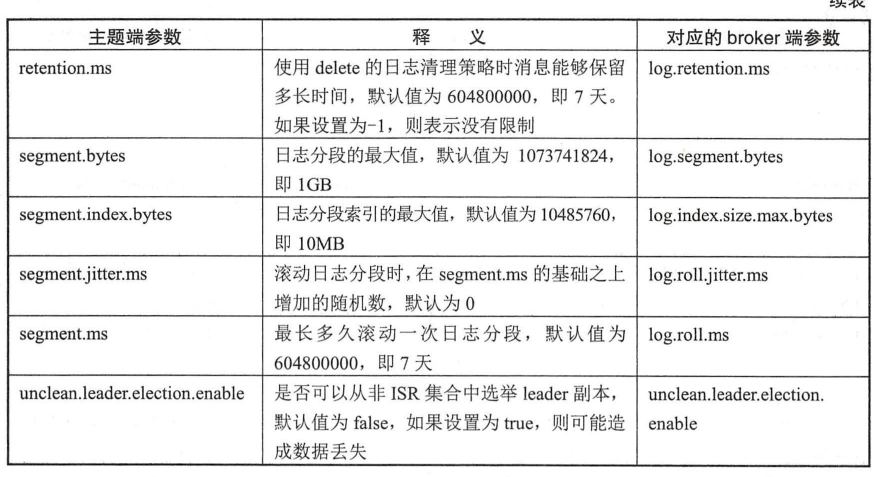 续表
主题端参数 释 义 对应的 broker 端参数
retention.ms 使用 delete 的日志清理策略时消息能够保留 log.retention.ms
多长时间，默认值为 604800000，即 7 天。
如果设置为-1，则表示没有限制
segment.bytes 日志分段的最大值，默认值为 1073741824， log.segment.bytes
即 1GB
segment.index.bytes 日志分段索引的最大值，默认值为 10485760， log.index.size.max.bytes
即 10MB
segment.jitter.ms 滚动日志分段时，在 segment.ms 的基础之上 log.roll.jitter.ms
增加的随机数，默认为 0
segment.ms 最长多久滚动一次日志分段，默认值为 log.roll.ms
604800000，即 7 天
unclean.leader.election.enable 是否可以从非 ISR 集合中选举 leader 副本， unclean.leader.election.
默认值为 false，如果设置为 true，则可能造 enable
成数据丢失